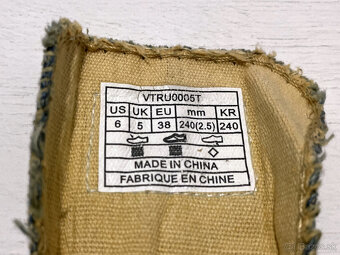 VTRU0005T
US UK EU mm KR
6 5 38 240(2.5) 240
MADE IN CHINA
FABRIQUE EN CHINE